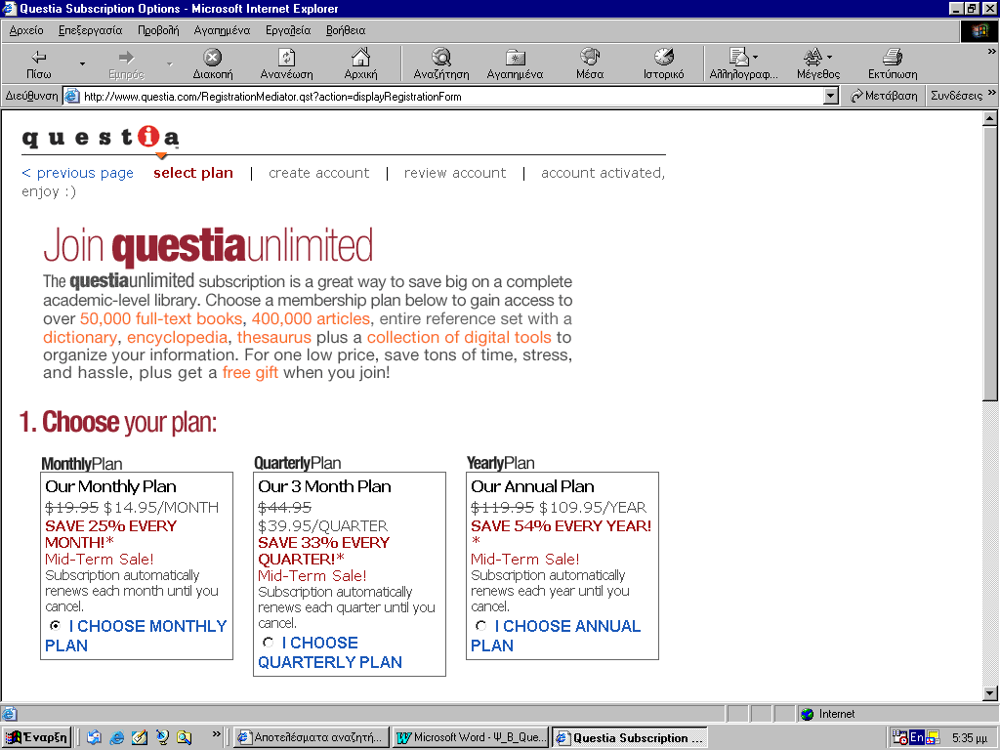 Questia Subscription Options - Microsoft Internet Explorer
Αρχείο Επεξεργασία Προβολή Αγαπημένα Εργαλεία Βοήθεια
Πίσω Εμπρός Διακοπή Ανανέωση Αρχική Αναζήτηση Αγαπημένα Μέσα Ιστορικό Αλληλογραφ... Μέγεθος Εκτύπωση »
Διεύθυνση http://www.questia.com/RegistrationMediator.qst?action=displayRegistrationForm Μετάβαση Συνδέσεις »
questia
< previous page select plan | create account | review account | account activated,
enjoy :)
Join questiaunlimited
The questiaunlimited subscription is a great way to save big on a complete
academic-level library. Choose a membership plan below to gain access to
over 50,000 full-text books, 400,000 articles, entire reference set with a
dictionary, encyclopedia, thesaurus plus a collection of digital tools to
organize your information. For one low price, save tons of time, stress,
and hassle, plus get a free gift when you join!
1. Choose your plan:
MonthlyPlan
Our Monthly Plan
$19.95 $14.95/MONTH
SAVE 25% EVERY
MONTH!*
Mid-Term Sale!
Subscription automatically
renews each month until you
cancel.
I CHOOSE MONTHLY
PLAN
QuarterlyPlan
Our 3 Month Plan
$44.95
$39.95/QUARTER
SAVE 33% EVERY
QUARTER!*
Mid-Term Sale!
Subscription automatically
renews each quarter until you
cancel.
I CHOOSE
QUARTERLY PLAN
YearlyPlan
Our Annual Plan
$119.95 $109.95/YEAR
SAVE 54% EVERY YEAR!
*
Mid-Term Sale!
Subscription automatically
renews each year until you
cancel.
I CHOOSE ANNUAL
PLAN
Internet
Έναρξη » Αποτελέσματα αναζητή... Microsoft Word - Ψ_Β_Que... Questia Subscription ... En 5:35 μμ